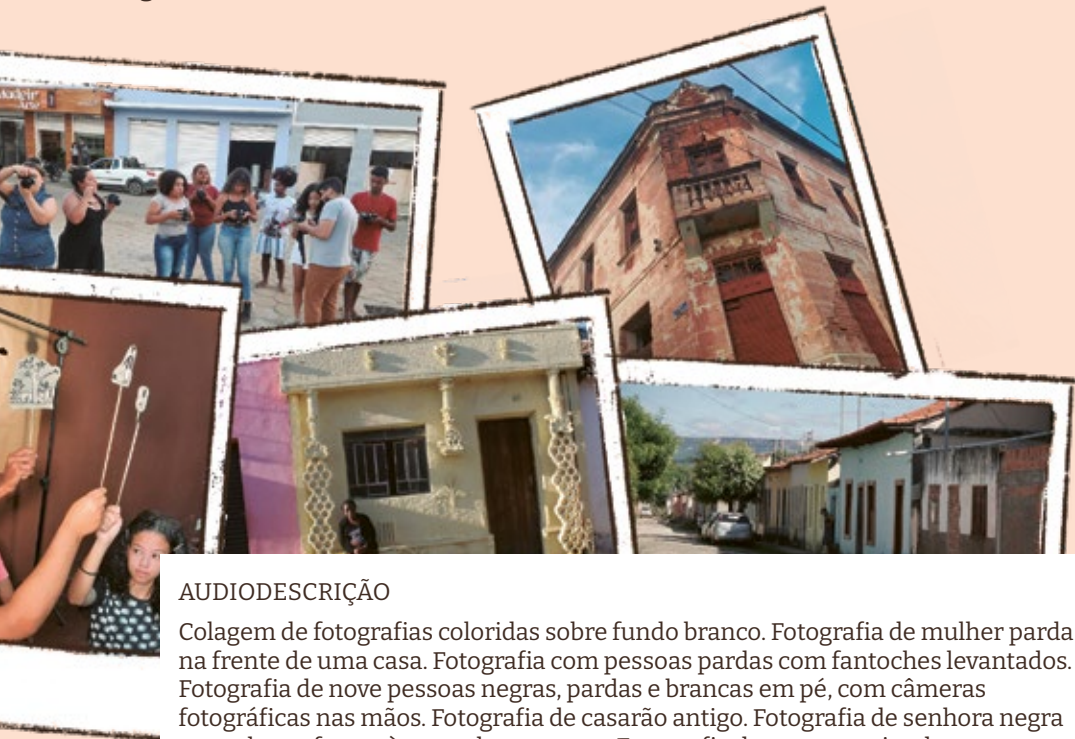 AUDIODESCRIÇÃO
Colagem de fotografias coloridas sobre fundo branco. Fotografia de mulher parda
na frente de uma casa. Fotografia com pessoas pardas com fantoches levantados.
Fotografia de nove pessoas negras, pardas e brancas em pé, com câmeras
fotográficas nas mãos. Fotografia de casarão antigo. Fotografia de senhora negra